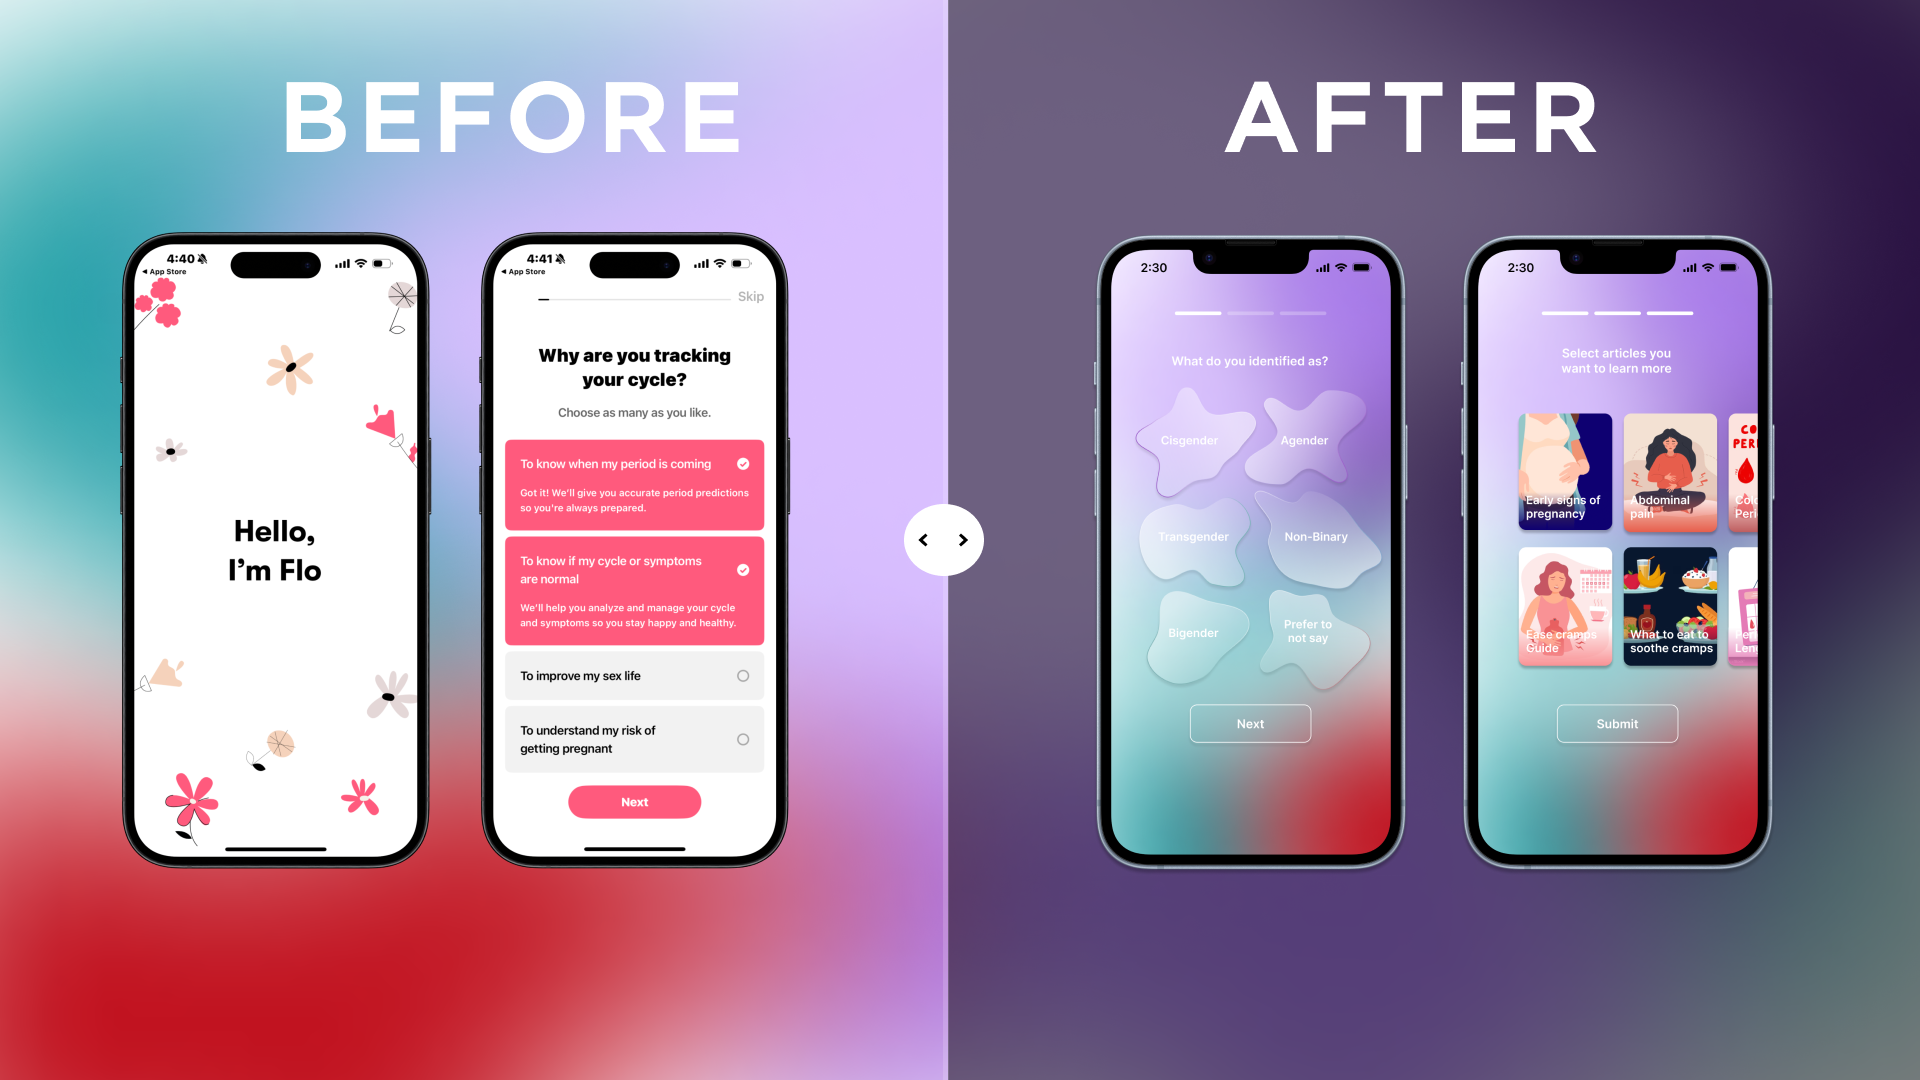 BEFORE
4:40
App Store
Hello,
I'm Flo
4:41
App Store
Skip
Why are you tracking
your cycle?
Choose as many as you like.
To know when my period is coming
Got it! We'll give you accurate period predictions
so you're always prepared.
To know if my cycle or symptoms
are normal
We'll help you analyze and manage your cycle
and symptoms so you stay happy and healthy.
To improve my sex life
To understand my risk of
getting pregnant
Next
AFTER
2:30
What do you identified as?
Cisgender
Agender
Transgender
Non-Binary
Bigender
Prefer to
not say
Next
2:30
Select articles you
want to learn more
Early signs of
pregnancy
Abdominal
pain
CO
PER
Ease cramps
Guide
What to eat to
soothe cramps
Submit